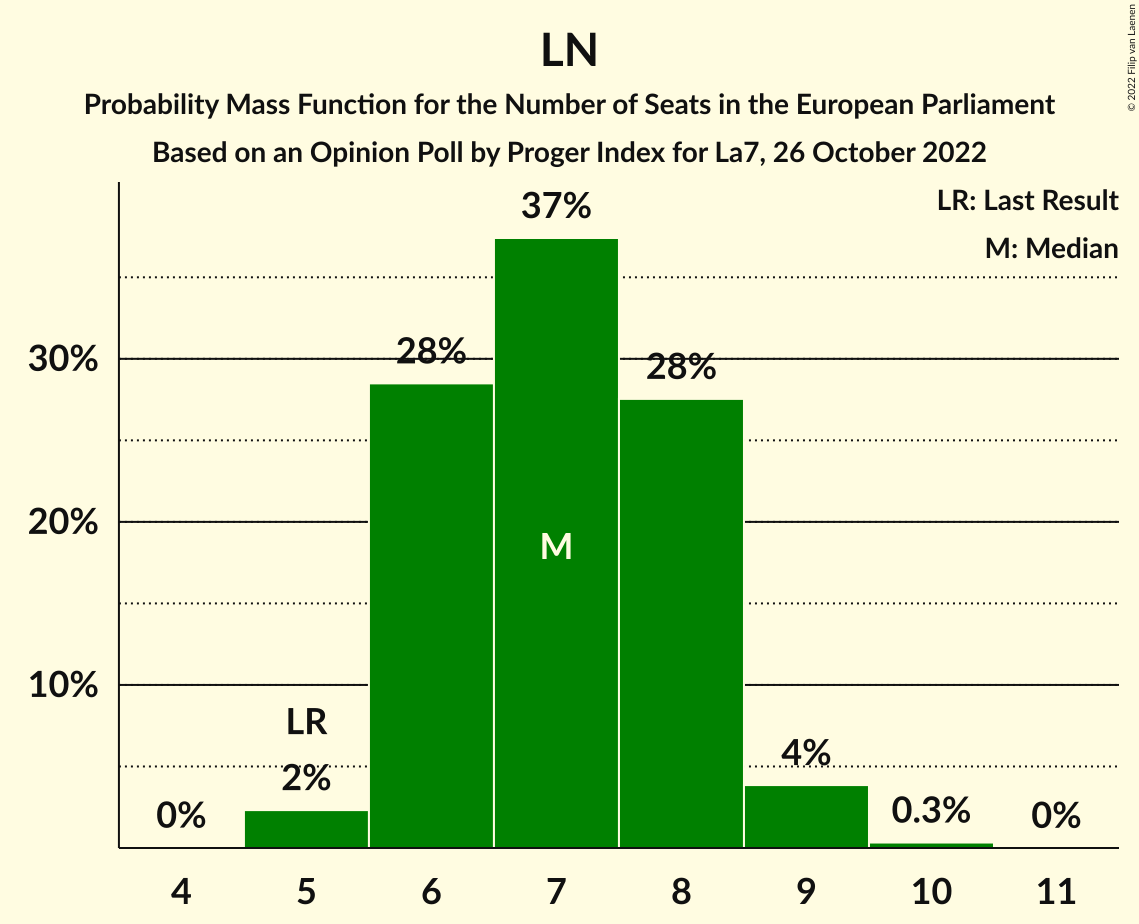 LN
Probability Mass Function for the Number of Seats in the European Parliament
Based on an Opinion Poll by Proger Index for La7, 26 October 2022
© 2022 Filip van Laenen
LR: Last Result
M: Median
37%
30%
28%
28%
20%
M
10%
LR
2%
4%
0%
0.3%
0%
4 5 6 7 8 9 10 11